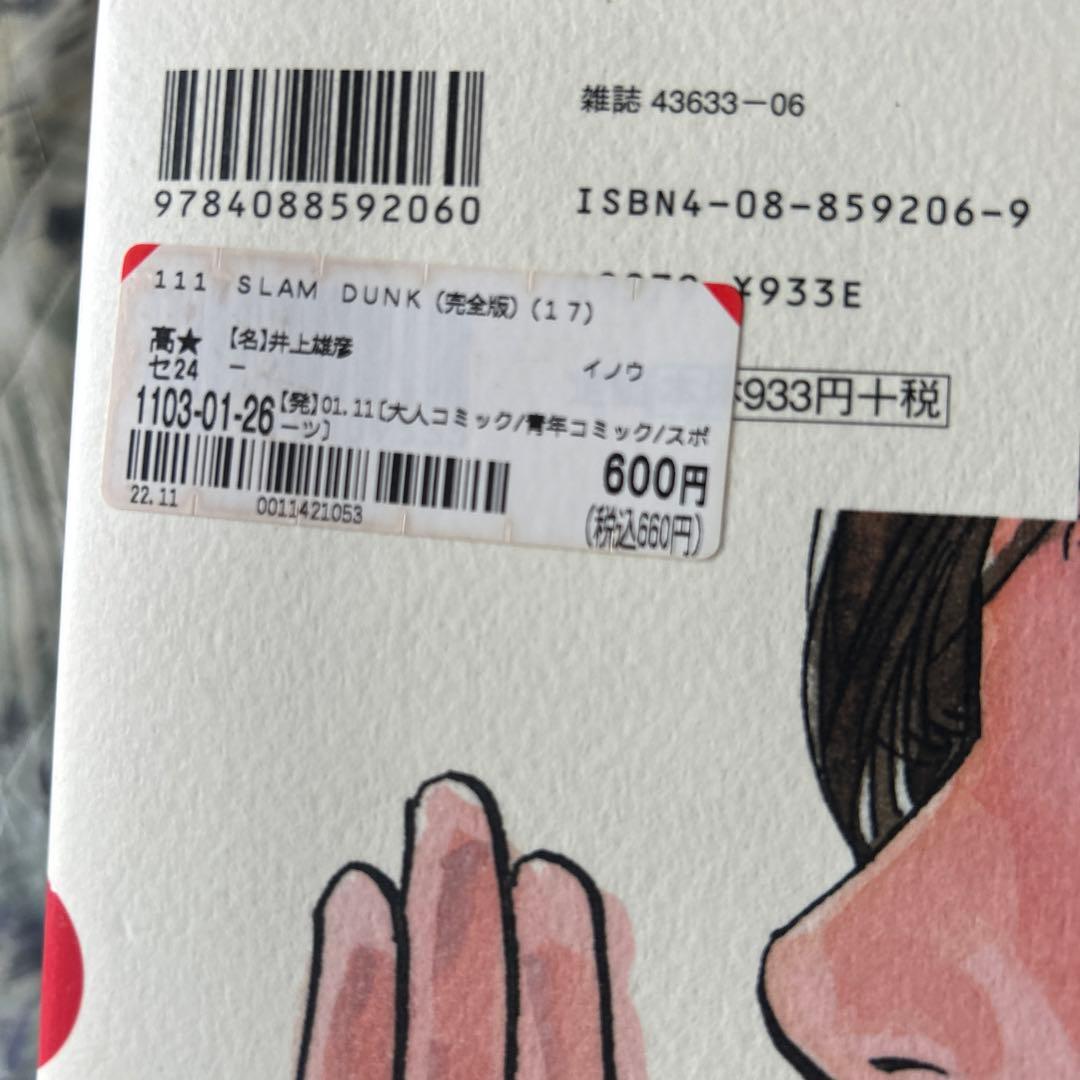 雑誌 43633-06
9784088592060
ISBN4-08-859206-9
¥933E
933円+税
111 SLAM DUNK(完全版)(17)
高★ 【名】井上雄彦
セ24 ー イノウ
1103-01-26【発】01.11〔大人コミック/青年コミック/スポ
ーツ〕
600円
22.11 0011421053
(税込660円)